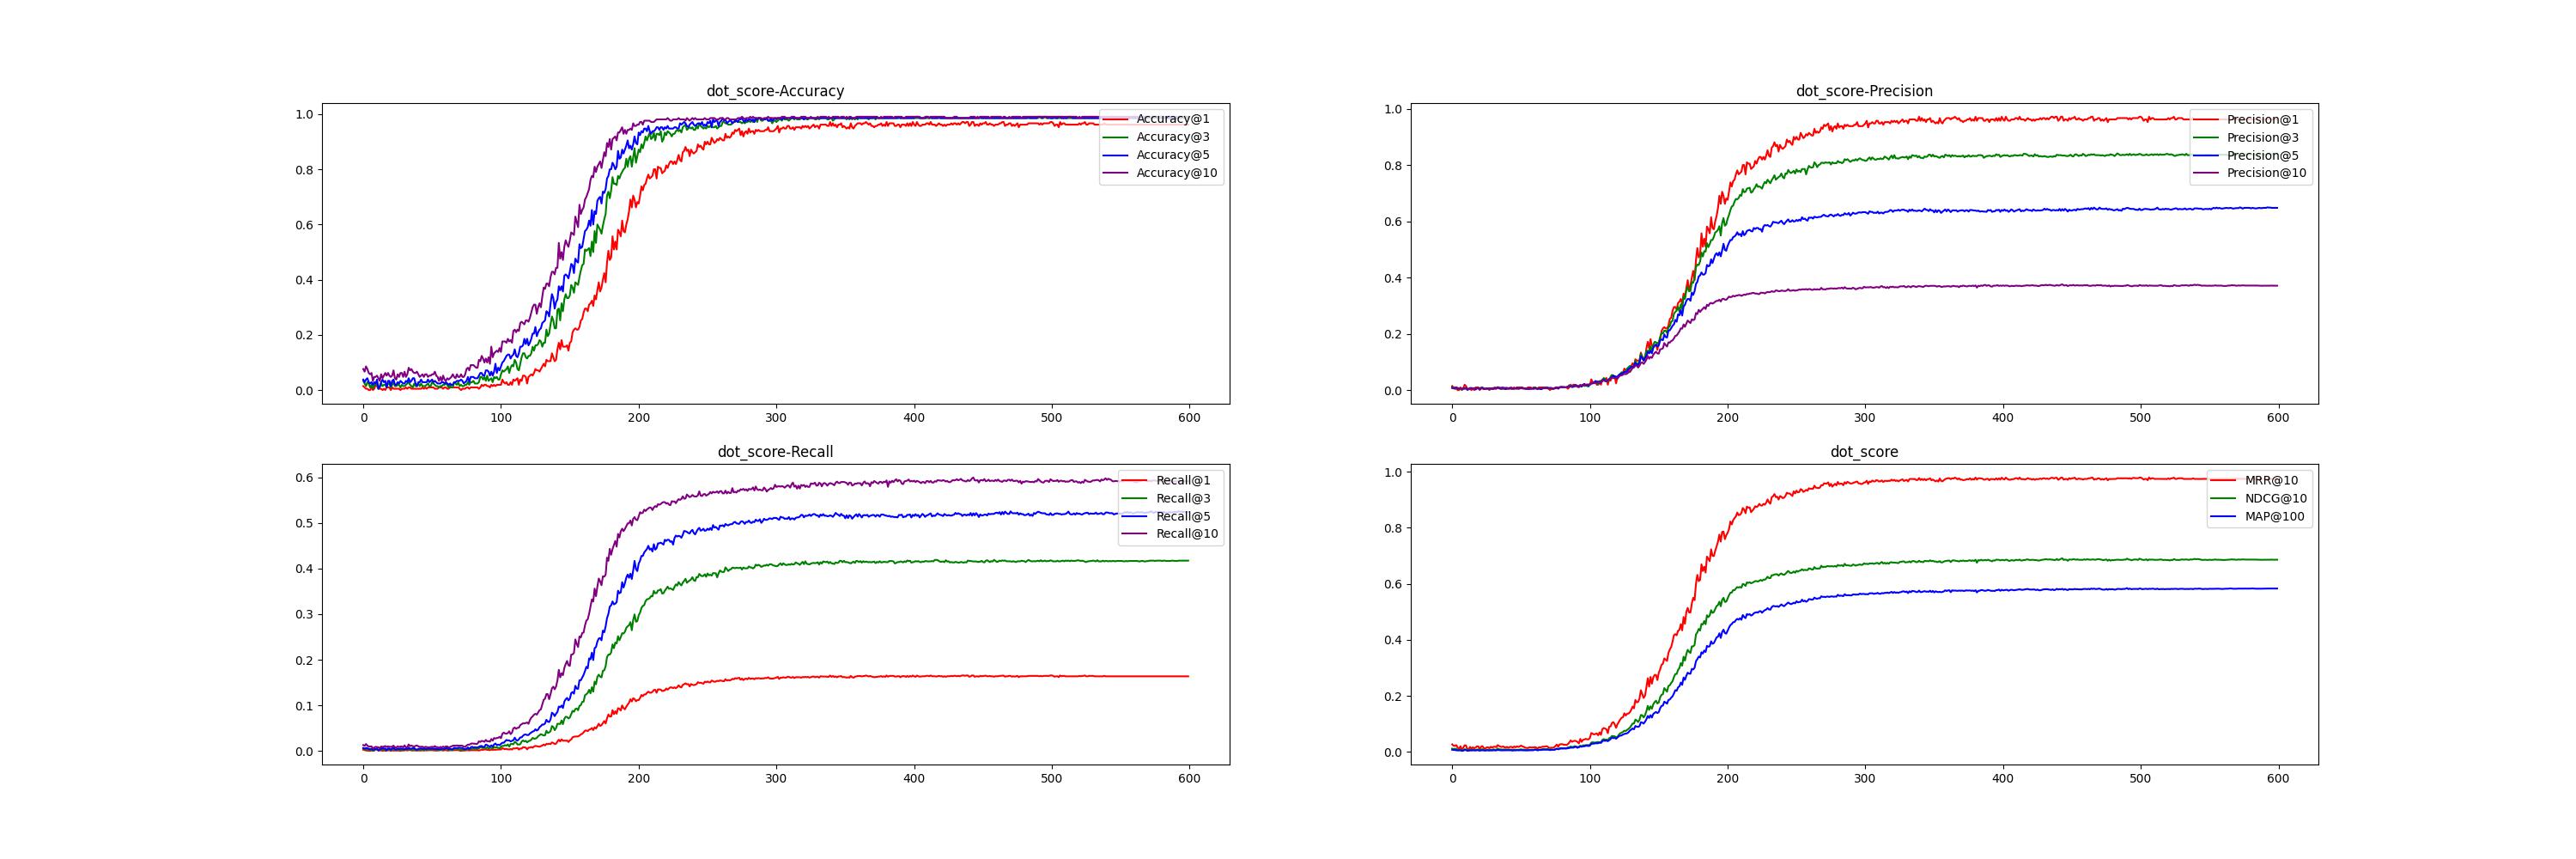 dot_score-Accuracy
1.0
0.8
0.6
0.4
0.2
0.0
0 100 200 300 400 500 600
Accuracy@1
Accuracy@3
Accuracy@5
Accuracy@10
dot_score-Precision
1.0
0.8
0.6
0.4
0.2
0.0
0 100 200 300 400 500 600
Precision@1
Precision@3
Precision@5
Precision@10
dot_score-Recall
0.6
0.5
0.4
0.3
0.2
0.1
0.0
0 100 200 300 400 500 600
Recall@1
Recall@3
Recall@5
Recall@10
dot_score
1.0
0.8
0.6
0.4
0.2
0.0
0 100 200 300 400 500 600
MRR@10
NDCG@10
MAP@100